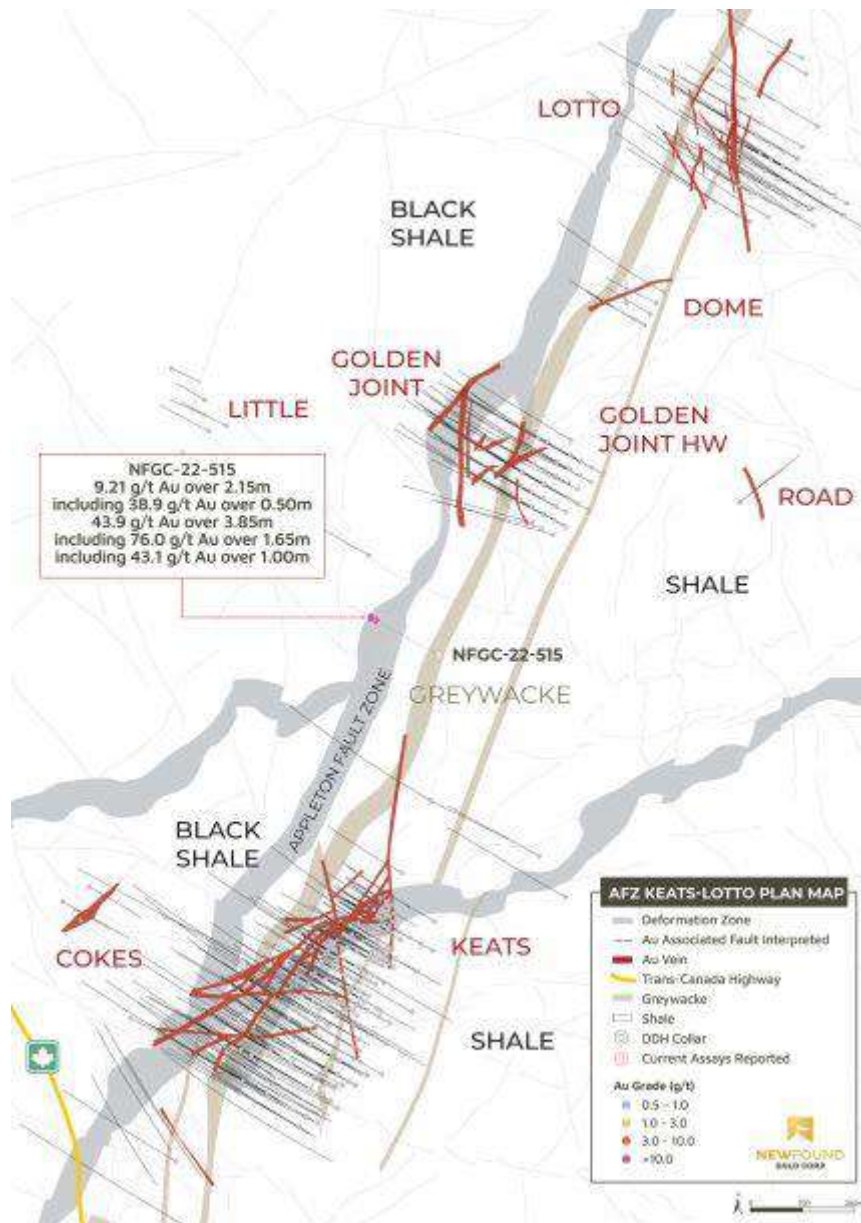 LOTTO
BLACK
SHALE
DOME
GOLDEN
JOINT
LITTLE
GOLDEN
JOINT HW
NFGC-22-515
9.21 g/t Au over 2.15m
including 38.9 g/t Au over 0.50m
43.9 g/t Au over 3.85m
including 76.0 g/t Au over 1.65m
including 43.1 g/t Au over 1.00m
ROAD
SHALE
NFGC-22-515
GREYWACKE
APPLETON FAULT ZONE
BLACK
SHALE
COKES
KEATS
SHALE
AFZ KEATS-LOTTO PLAN MAP
Deformation Zone
Au Associated Fault Interpreted
Au Vein
Trans-Canada Highway
Greywacke
Shale
DDH Collar
Current Assays Reported
Au Grade (g/t)
0.5 - 1.0
1.0 - 3.0
3.0 - 10.0
>10.0
NEWFOUND
GOLD CORP